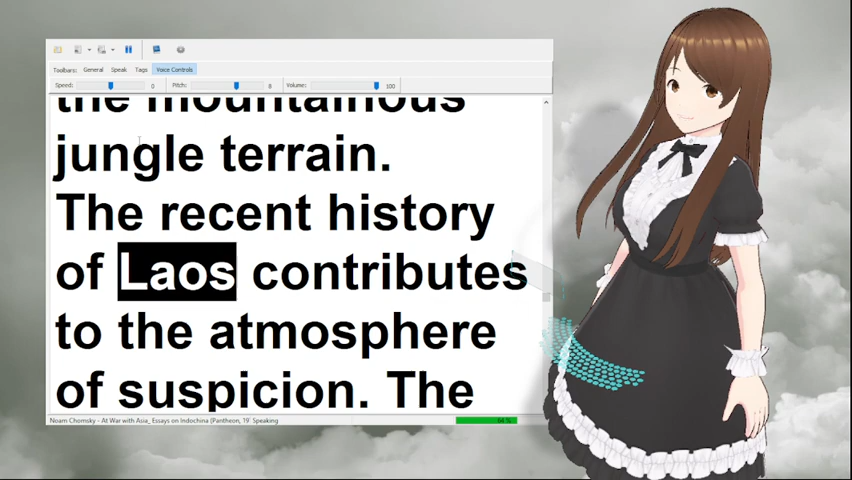 Toolbars: General Speak Tags Voice Controls
Speed: 0 Pitch: 8 Volume: 100
the mountainous
jungle terrain.
The recent history
of Laos contributes
to the atmosphere
of suspicion. The
Noam Chomsky - At War with Asia_ Essays on Indochina (Pantheon, 19 Speaking 64 %